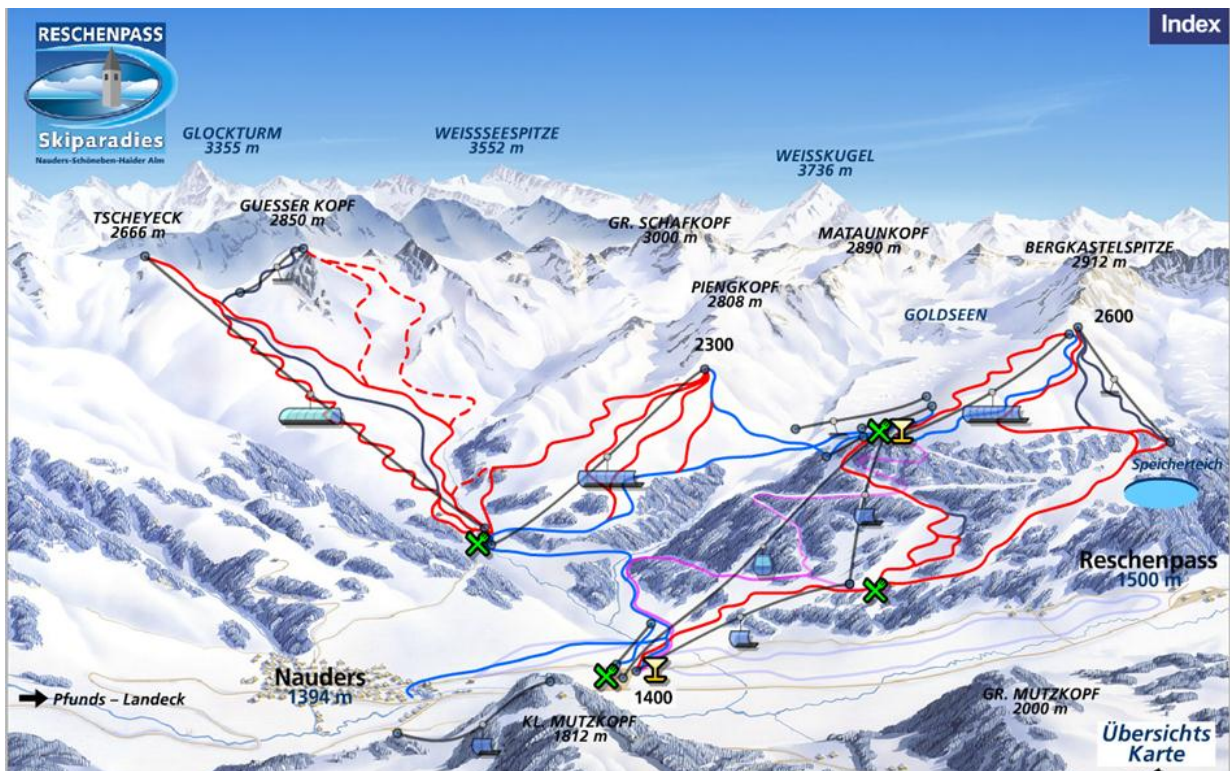 Index
RESCHENPASS
Skiparadies
Nauders-Schöneben-Haider Alm
GLOCKTURM
3355 m
WEISSSEESPITZE
3552 m
WEISSKUGEL
3736 m
TSCHEYECK
2666 m
GUESSER KOPF
2850 m
GR. SCHAFKOPF
3000 m
MATAUNKOPF
2890 m
BERGKASTELSPITZE
2912 m
PIENGKOPF
2808 m
GOLDSEEN
2600
2300
Speicherteich
Reschenpass
1500 m
Nauders
1394 m
Pfunds – Landeck
1400
KL. MUTZKOPF
1812 m
GR. MUTZKOPF
2000 m
Übersichts
Karte